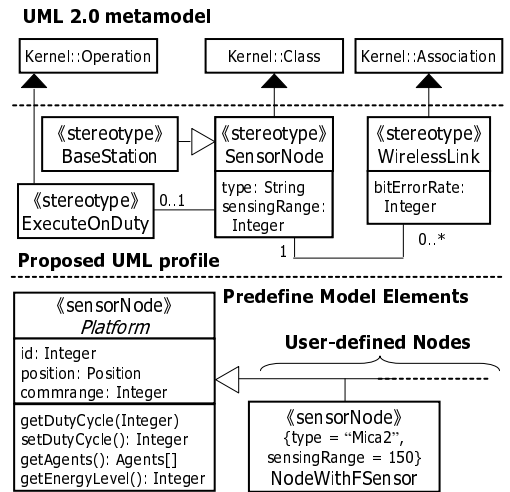 UML 2.0 metamodel
Kernel::Operation
Kernel::Class
Kernel::Association
《stereotype》
BaseStation
《stereotype》
SensorNode
type: String
sensingRange:
Integer
《stereotype》
WirelessLink
bitErrorRate:
Integer
《stereotype》
ExecuteOnDuty
0..1
1
0..*
Proposed UML profile
Predefine Model Elements
《sensorNode》
Platform
id: Integer
position: Position
commrange: Integer
getDutyCycle(Integer)
setDutyCycle(): Integer
getAgents(): Agents[]
getEnergyLevel(): Integer
User-defined Nodes
《sensorNode》
{type = “Mica2”,
sensingRange = 150}
NodeWithFSensor